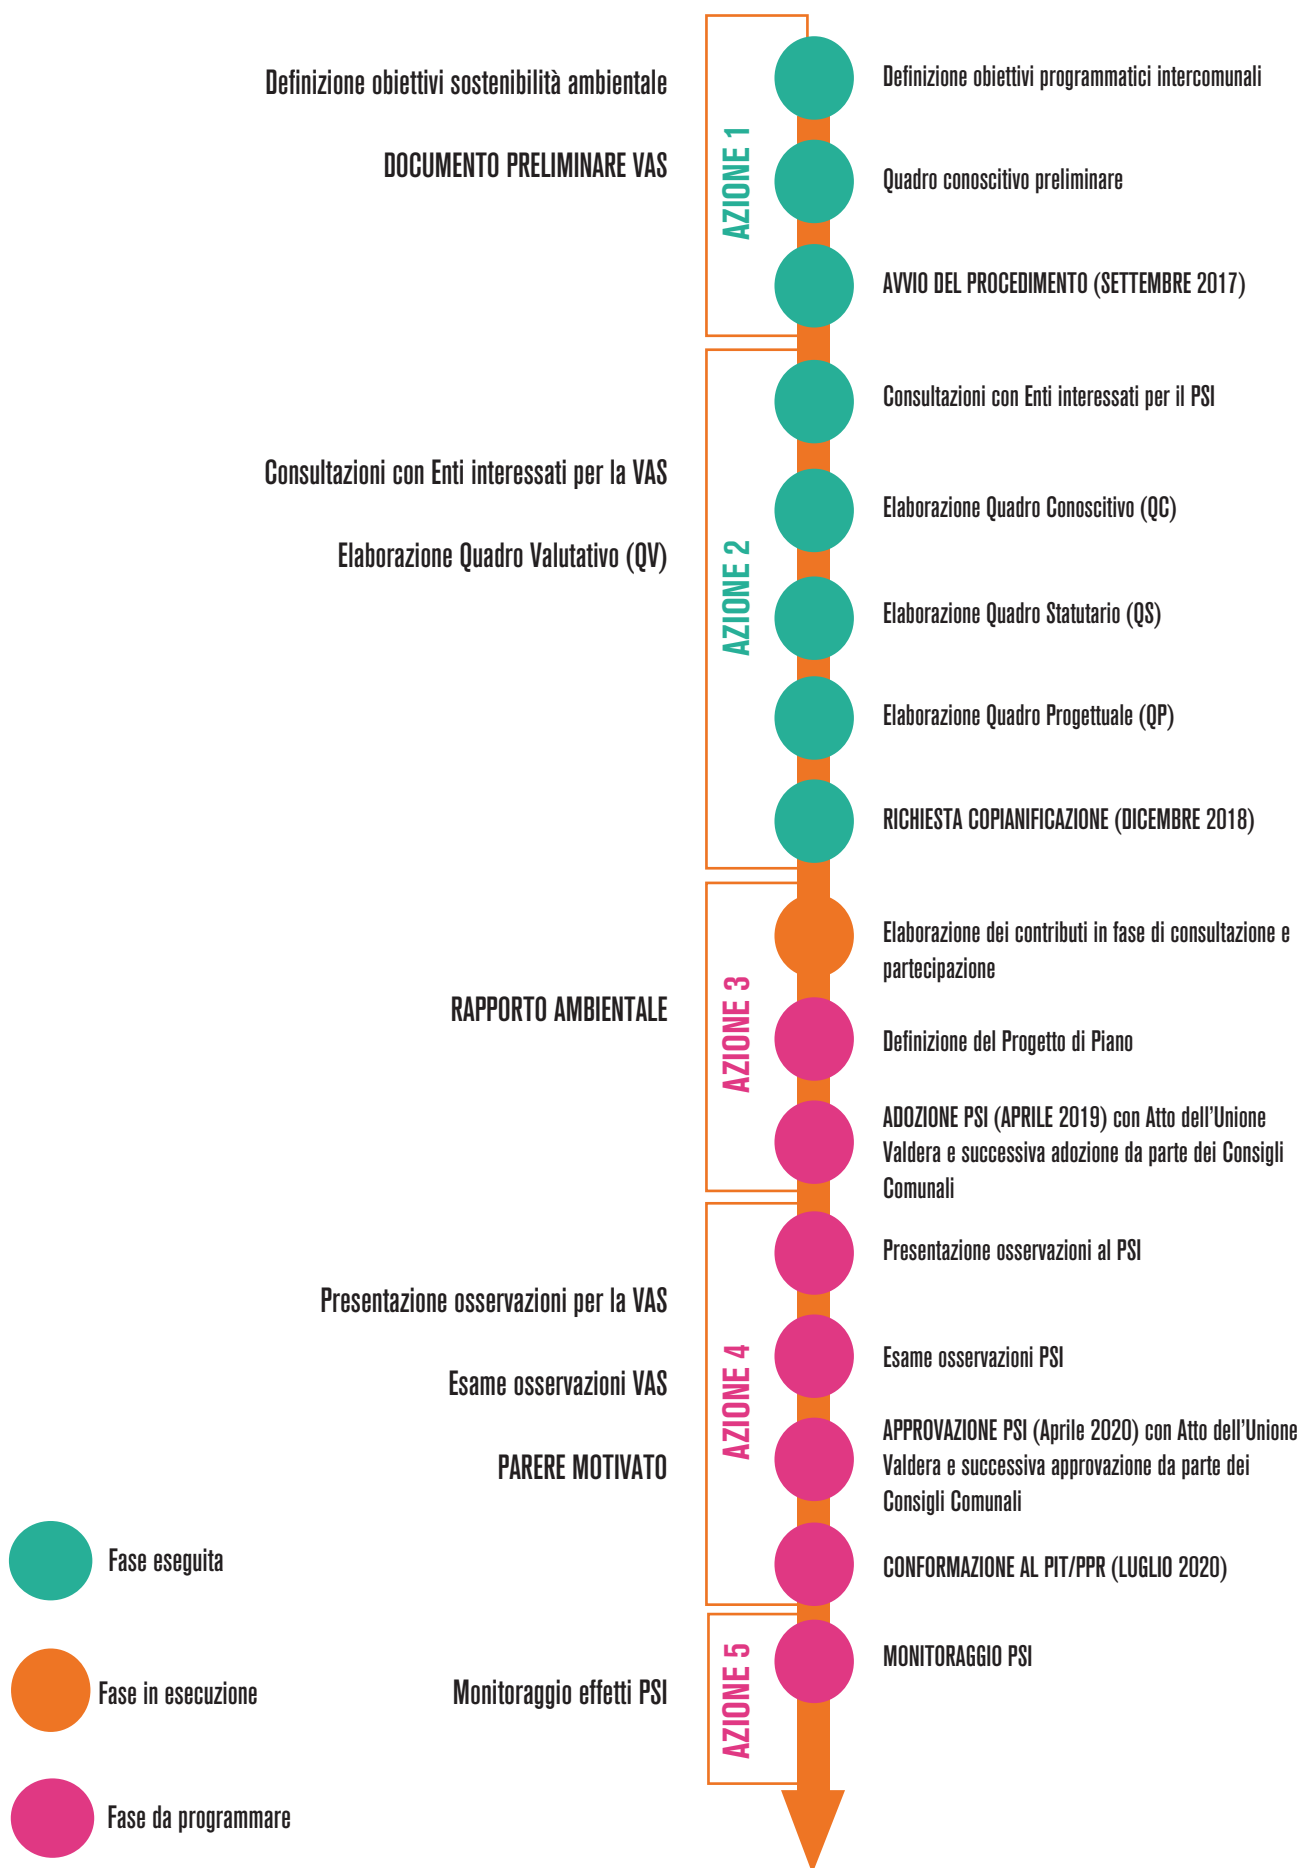 Definizione obiettivi sostenibilità ambientale
DOCUMENTO PRELIMINARE VAS
AZIONE 1
Definizione obiettivi programmatici intercomunali
Quadro conoscitivo preliminare
AVVIO DEL PROCEDIMENTO (SETTEMBRE 2017)
Consultazioni con Enti interessati per la VAS
Elaborazione Quadro Valutativo (QV)
AZIONE 2
Consultazioni con Enti interessati per il PSI
Elaborazione Quadro Conoscitivo (QC)
Elaborazione Quadro Statutario (QS)
Elaborazione Quadro Progettuale (QP)
RICHIESTA COPIANIFICAZIONE (DICEMBRE 2018)
RAPPORTO AMBIENTALE
AZIONE 3
Elaborazione dei contributi in fase di consultazione e
partecipazione
Definizione del Progetto di Piano
ADOZIONE PSI (APRILE 2019) con Atto dell'Unione
Valdera e successiva adozione da parte dei Consigli
Comunali
Presentazione osservazioni per la VAS
Esame osservazioni VAS
PARERE MOTIVATO
AZIONE 4
Presentazione osservazioni al PSI
Esame osservazioni PSI
APPROVAZIONE PSI (Aprile 2020) con Atto dell'Unione
Valdera e successiva approvazione da parte dei
Consigli Comunali
CONFORMAZIONE AL PIT/PPR (LUGLIO 2020)
Monitoraggio effetti PSI
AZIONE 5
MONITORAGGIO PSI
Fase eseguita
Fase in esecuzione
Fase da programmare